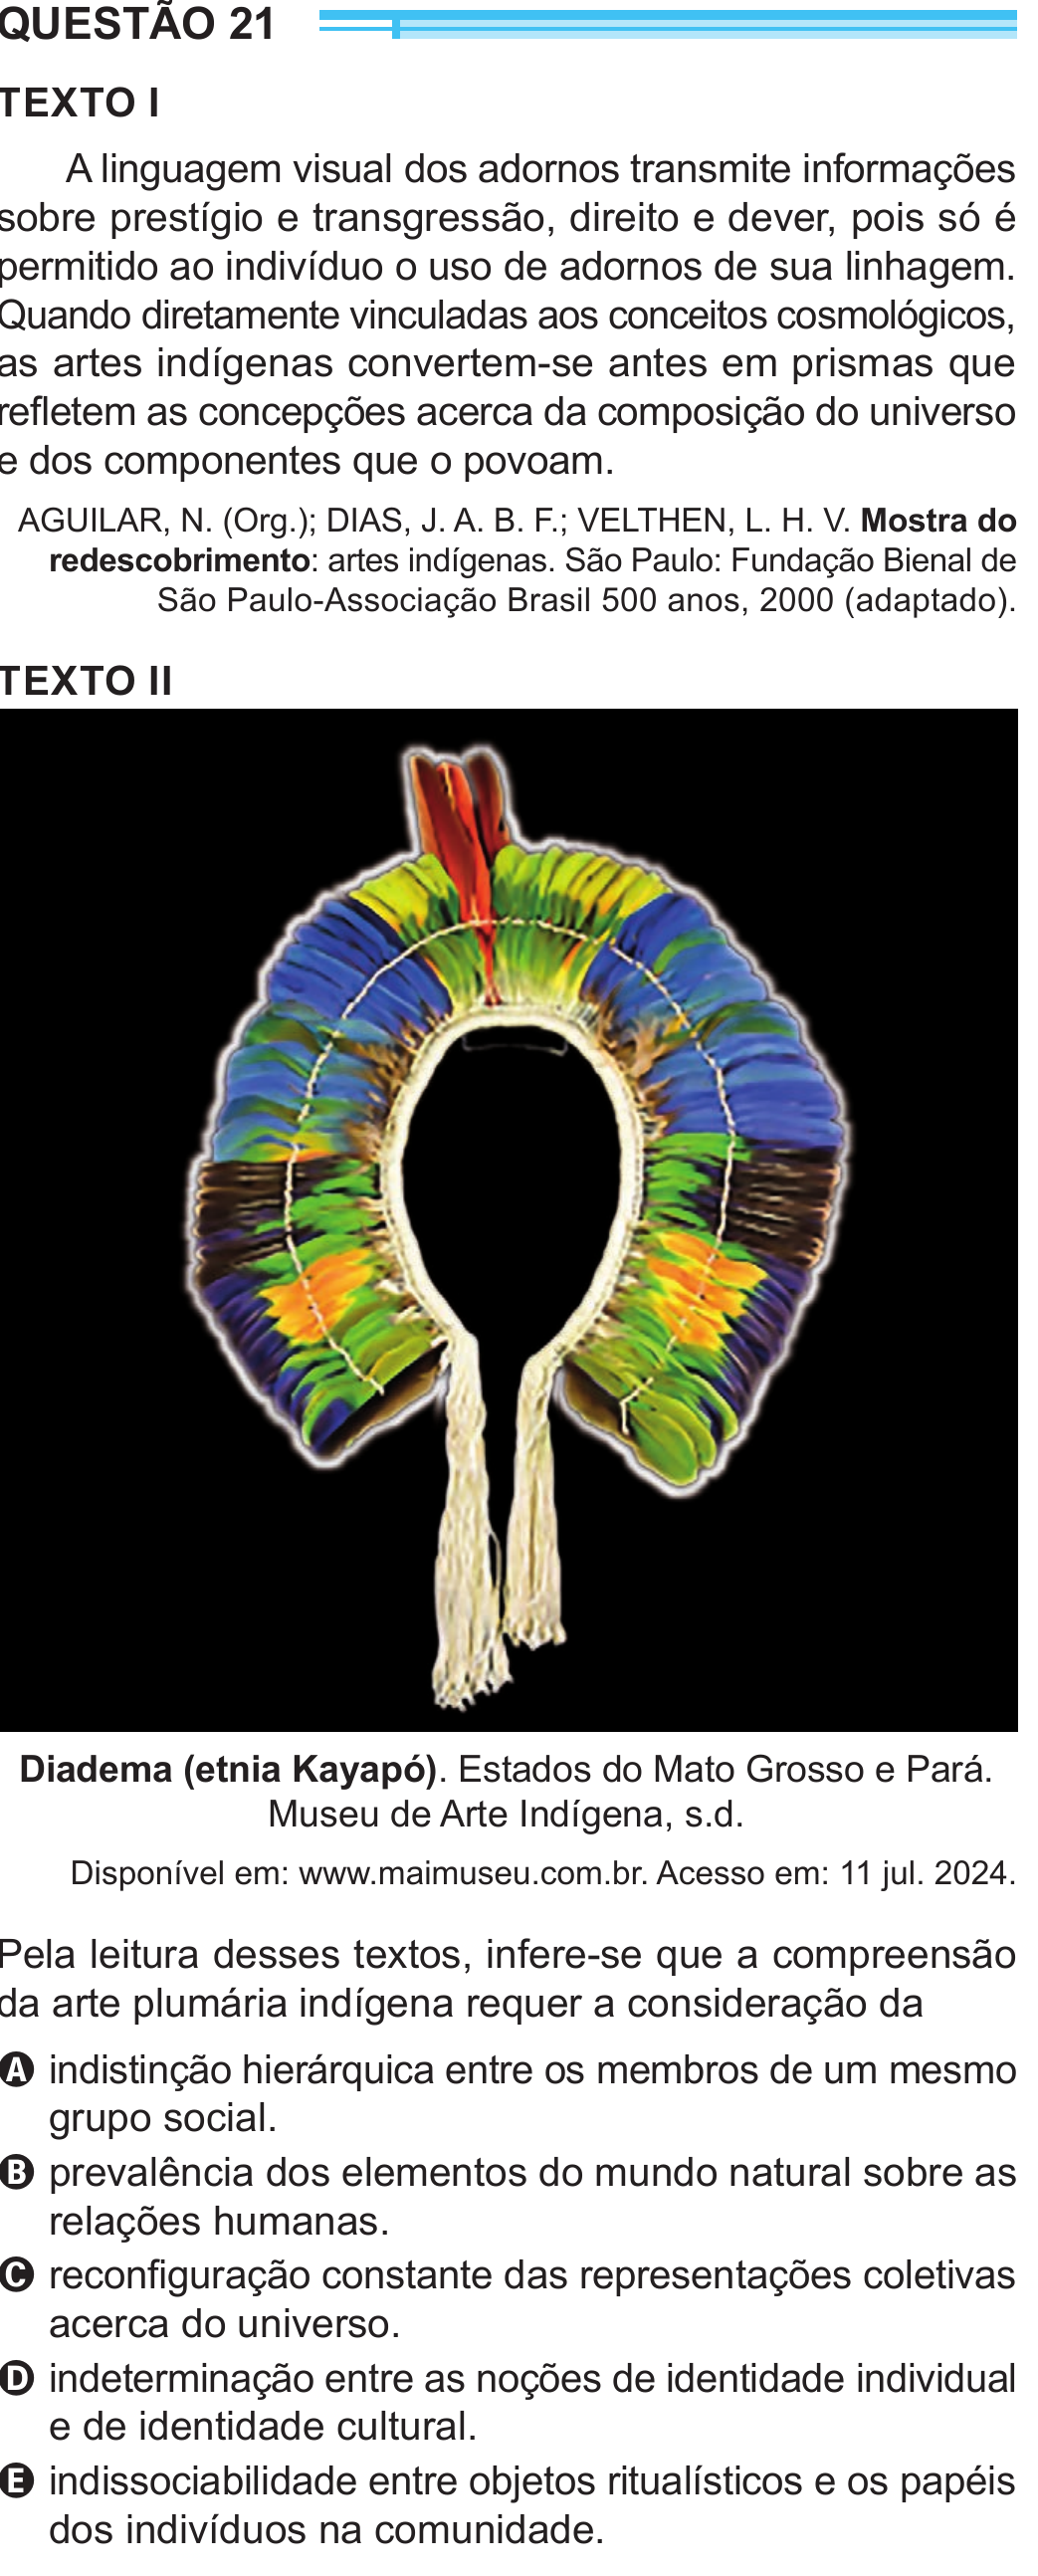 QUESTÃO 21
TEXTO I
A linguagem visual dos adornos transmite informações
sobre prestígio e transgressão, direito e dever, pois só é
permitido ao indivíduo o uso de adornos de sua linhagem.
Quando diretamente vinculadas aos conceitos cosmológicos,
as artes indígenas convertem-se antes em prismas que
refletem as concepções acerca da composição do universo
e dos componentes que o povoam.
AGUILAR, N. (Org.); DIAS, J. A. B. F.; VELTHEN, L. H. V. Mostra do
redescobrimento: artes indígenas. São Paulo: Fundação Bienal de
São Paulo-Associação Brasil 500 anos, 2000 (adaptado).
TEXTO II
Diadema (etnia Kayapó). Estados do Mato Grosso e Pará.
Museu de Arte Indígena, s.d.
Disponível em: www.maimuseu.com.br. Acesso em: 11 jul. 2024.
Pela leitura desses textos, infere-se que a compreensão
da arte plumária indígena requer a consideração da
A indistinção hierárquica entre os membros de um mesmo
grupo social.
B prevalência dos elementos do mundo natural sobre as
relações humanas.
C reconfiguração constante das representações coletivas
acerca do universo.
D indeterminação entre as noções de identidade individual
e de identidade cultural.
E indissociabilidade entre objetos ritualísticos e os papéis
dos indivíduos na comunidade.